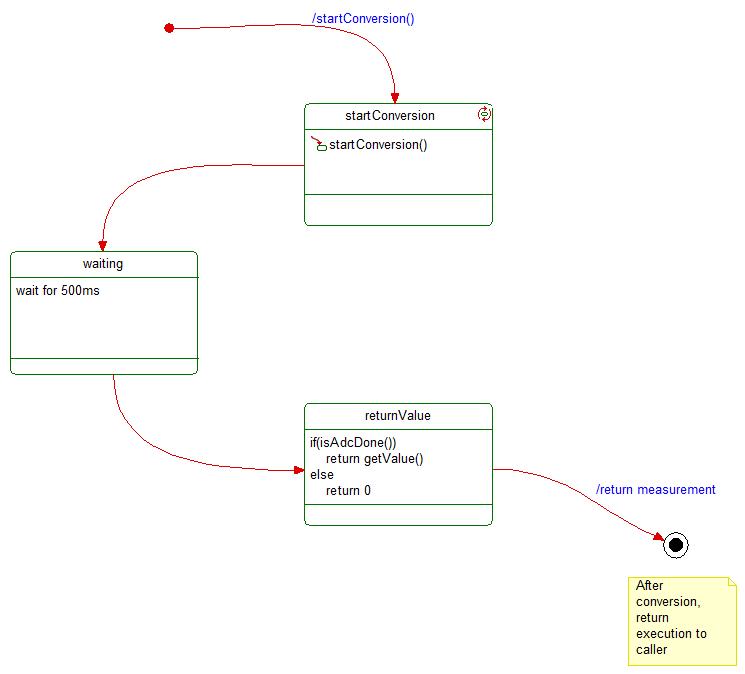 /startConversion()
startConversion
startConversion()
waiting
wait for 500ms
returnValue
if(isAdcDone())
return getValue()
else
return 0
/return measurement
After
conversion,
return
execution to
caller